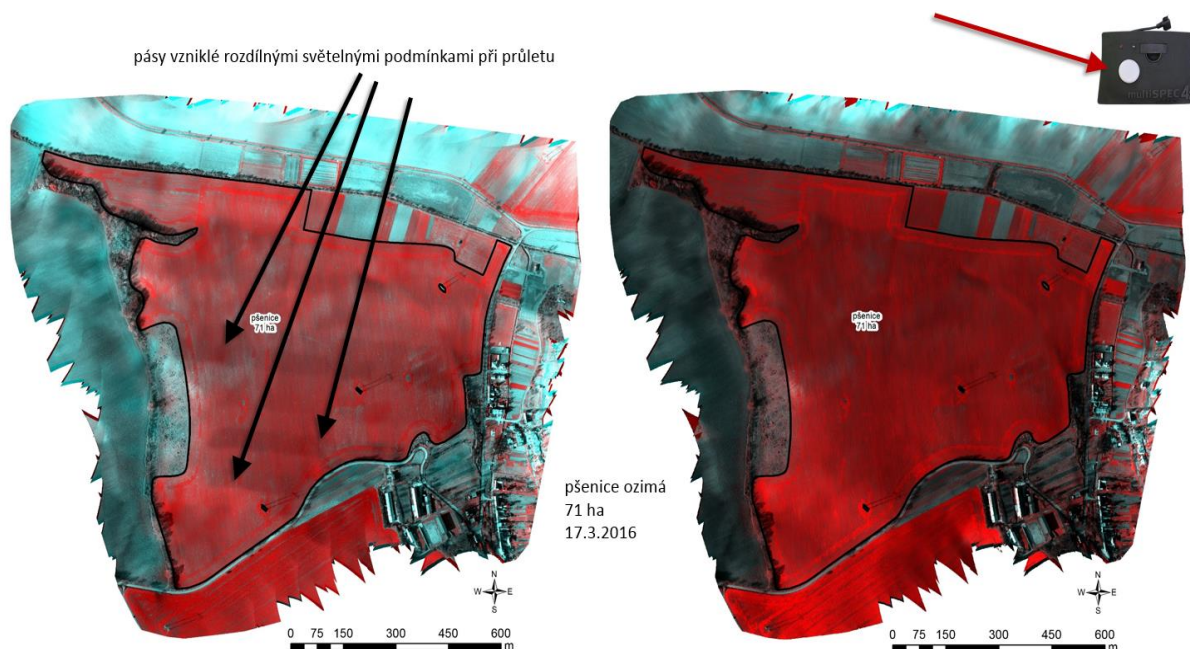 pásy vzniklé rozdílnými světelnými podmínkami při průletu
multiSPEC4
pšenice
71 ha
pšenice
71 ha
pšenice ozimá
71 ha
17.3.2016
N
W E
S
0 75 150 300 450 600
m
N
W E
S
0 75 150 300 450 600
m